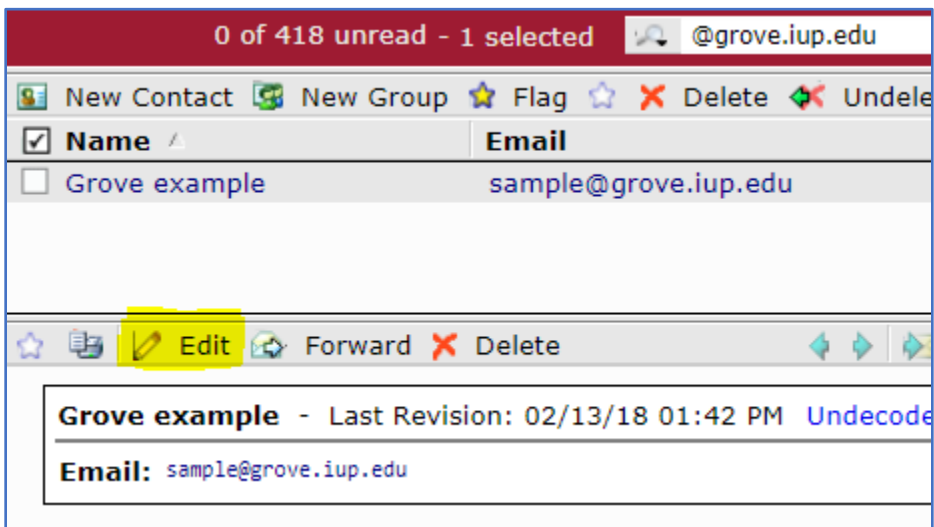 0 of 418 unread - 1 selected @grove.iup.edu
New Contact New Group Flag Delete Undele
Name Email
Grove example sample@grove.iup.edu
Edit Forward Delete
Grove example - Last Revision: 02/13/18 01:42 PM Undecode
Email: sample@grove.iup.edu